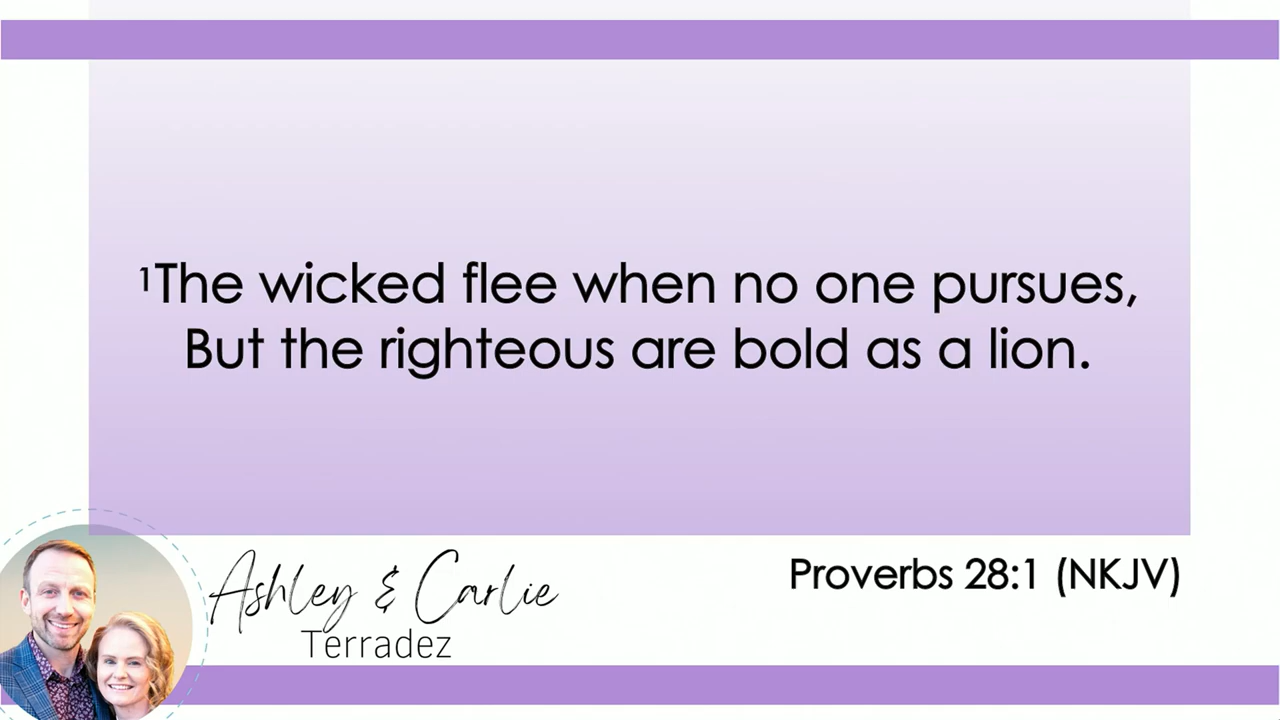 ¹The wicked flee when no one pursues,
But the righteous are bold as a lion.
Proverbs 28:1 (NKJV)
Ashley & Carlie
Terradez